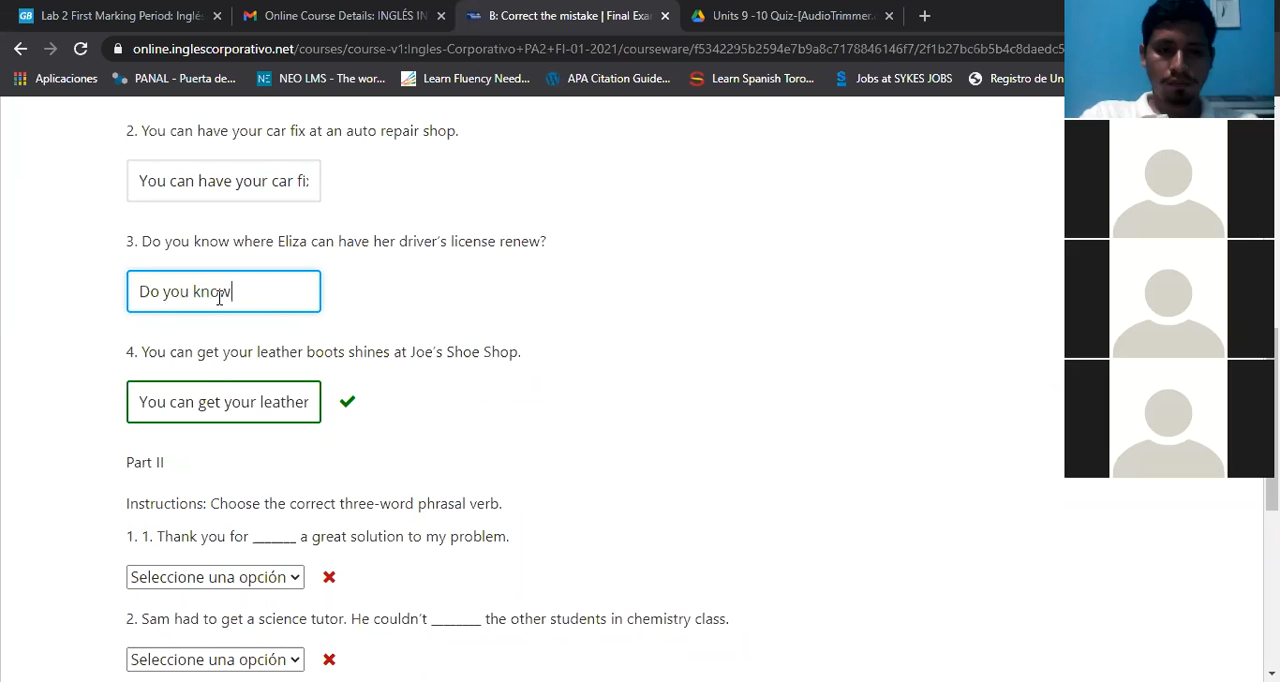 GB Lab 2 First Marking Period: Inglé
Online Course Details: INGLÉS IN
B: Correct the mistake | Final Exa
Units 9 -10 Quiz-[AudioTrimmer.
online.inglescorporativo.net/courses/course-v1:Ingles-Corporativo+PA2+FI-01-2021/courseware/f5342295b2594e7b9a8c7178846146f7/2f1b27bc6b5b4c8daedc5
Aplicaciones
PANAL - Puerta de...
NE NEO LMS - The wor...
Learn Fluency Need...
APA Citation Guide...
Learn Spanish Toro...
Jobs at SYKES JOBS
Registro de Un
2. You can have your car fix at an auto repair shop.
You can have your car fi
3. Do you know where Eliza can have her driver's license renew?
Do you know
4. You can get your leather boots shines at Joe's Shoe Shop.
You can get your leather
Part II
Instructions: Choose the correct three-word phrasal verb.
1. 1. Thank you for _______ a great solution to my problem.
Seleccione una opción
2. Sam had to get a science tutor. He couldn't ________ the other students in chemistry class.
Seleccione una opción